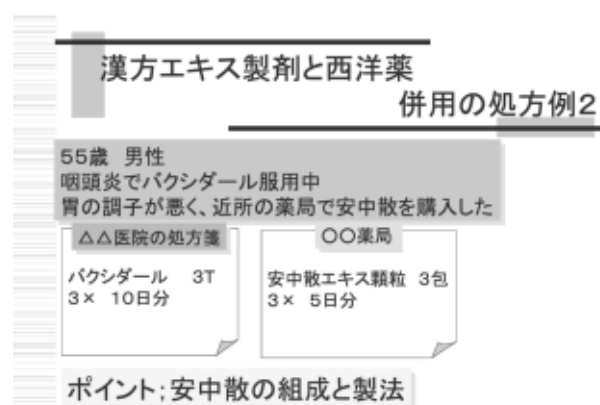 漢方エキス製剤と西洋薬
併用の処方例2
55歳 男性
咽頭炎でバクシダール服用中
胃の調子が悪く、近所の薬局で安中散を購入した
△△医院の処方箋
バクシダール 3T
3× 10日分
○○薬局
安中散エキス顆粒 3包
3× 5日分
ポイント;安中散の組成と製法